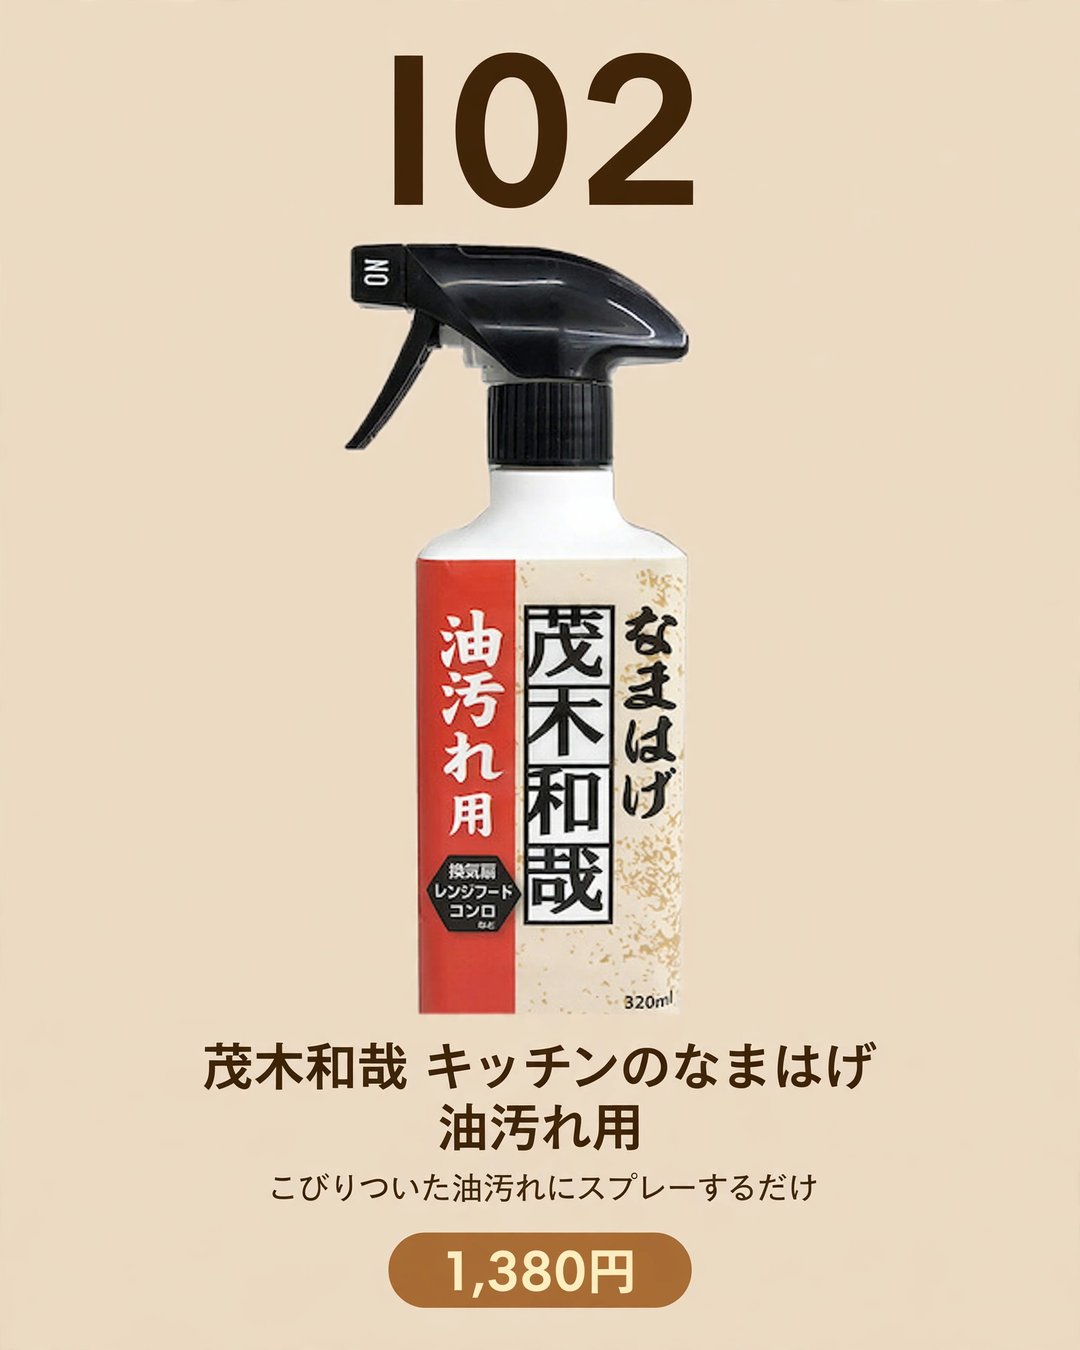 102
ON
なまはげ
茂木和哉
油汚れ用
換気扇
レンジフード
コンロ
など
320ml
茂木和哉 キッチンのなまはげ
油汚れ用
こびりついた油汚れにスプレーするだけ
1,380円